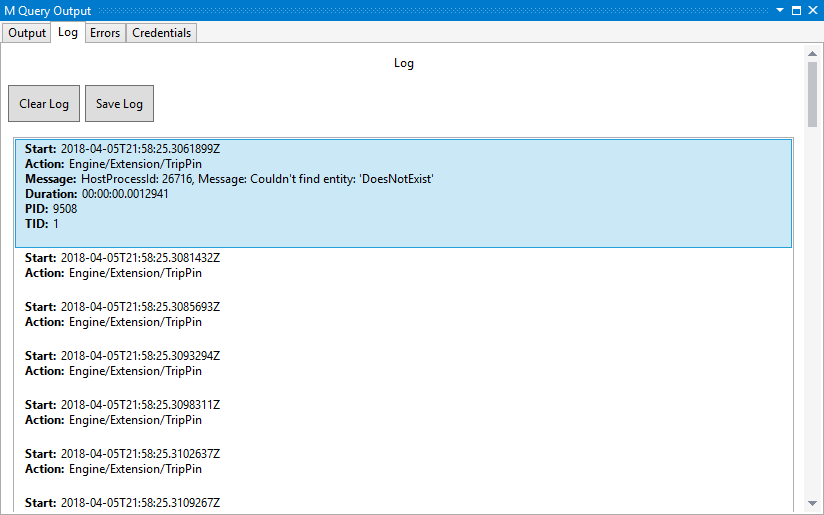 M Query Output
Output Log Errors Credentials
Log
Clear Log Save Log
Start: 2018-04-05T21:58:25.3061899Z
Action: Engine/Extension/TripPin
Message: HostProcessId: 26716, Message: Couldn't find entity: 'DoesNotExist'
Duration: 00:00:00.0012941
PID: 9508
TID: 1
Start: 2018-04-05T21:58:25.3081432Z
Action: Engine/Extension/TripPin
Start: 2018-04-05T21:58:25.3085693Z
Action: Engine/Extension/TripPin
Start: 2018-04-05T21:58:25.3093294Z
Action: Engine/Extension/TripPin
Start: 2018-04-05T21:58:25.3098311Z
Action: Engine/Extension/TripPin
Start: 2018-04-05T21:58:25.3102637Z
Action: Engine/Extension/TripPin
Start: 2018-04-05T21:58:25.3109267Z